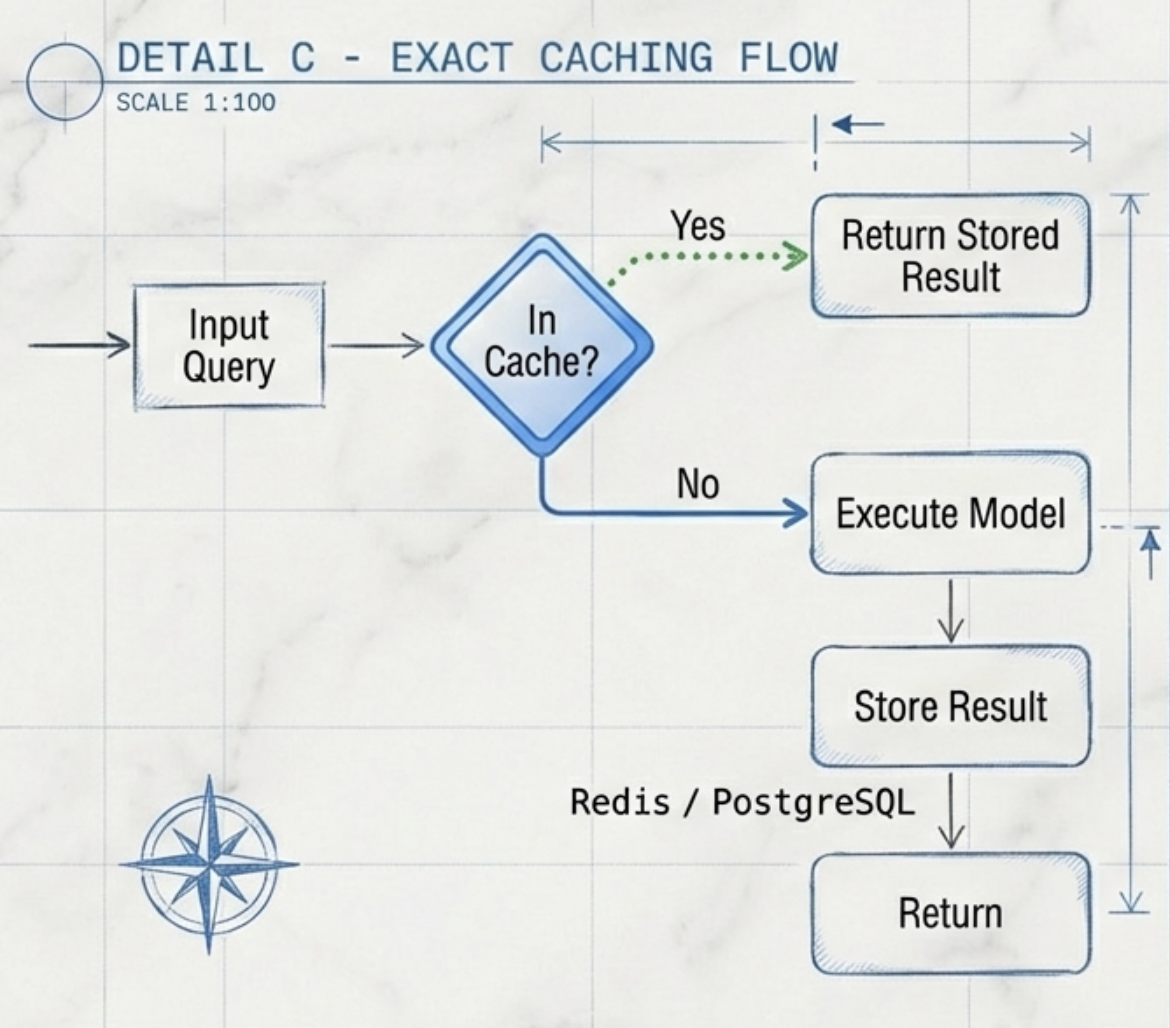 DETAIL C - EXACT CACHING FLOW
SCALE 1:100
Yes
Return Stored
Result
Input
Query
In
Cache?
No
Execute Model
Store Result
Redis / PostgreSQL
Return